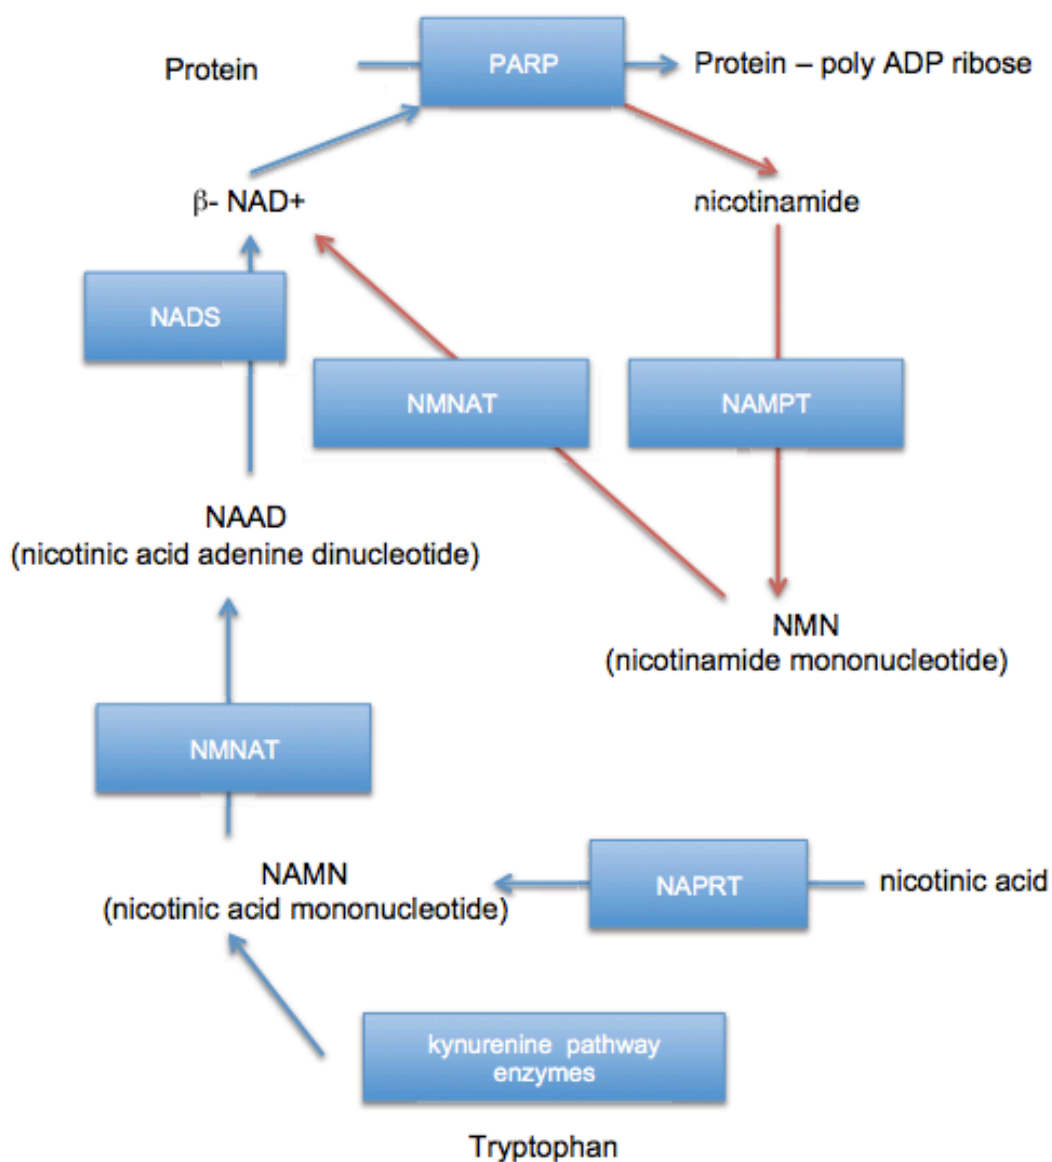 Protein
PARP
Protein – poly ADP ribose
β- NAD+
nicotinamide
NADS
NMNAT
NAMPT
NAAD
(nicotinic acid adenine dinucleotide)
NMN
(nicotinamide mononucleotide)
NMNAT
NAMN
(nicotinic acid mononucleotide)
NAPRT
nicotinic acid
kynurenine pathway
enzymes
Tryptophan